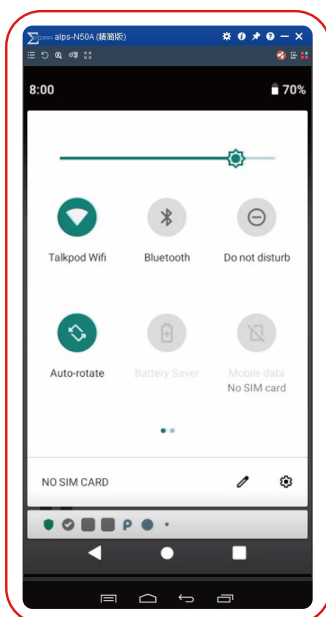 alps-N50A (精簡版)
8:00 70%
Talkpod Wifi Bluetooth Do not disturb
Auto-rotate Battery Saver Mobile data
No SIM card
NO SIM CARD
P